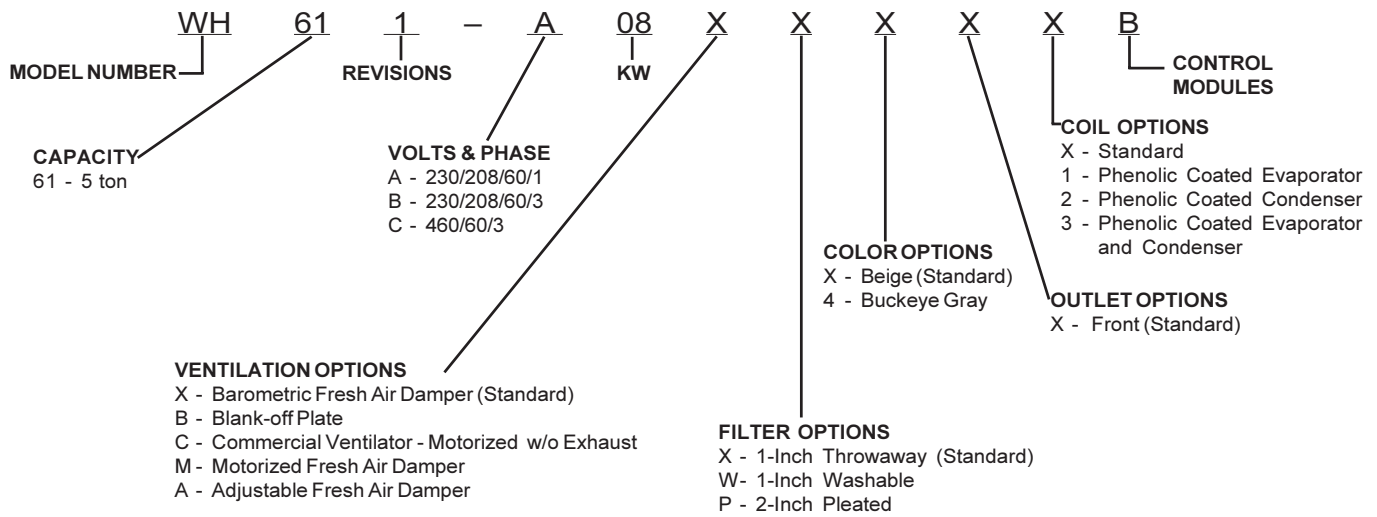 WH 61 1 – A 08 X X X X X B
MODEL NUMBER
REVISIONS
KW
CONTROL
MODULES
CAPACITY
61 - 5 ton
VOLTS & PHASE
A - 230/208/60/1
B - 230/208/60/3
C - 460/60/3
COIL OPTIONS
X - Standard
1 - Phenolic Coated Evaporator
2 - Phenolic Coated Condenser
3 - Phenolic Coated Evaporator
and Condenser
COLOR OPTIONS
X - Beige (Standard)
4 - Buckeye Gray
OUTLET OPTIONS
X - Front (Standard)
VENTILATION OPTIONS
X - Barometric Fresh Air Damper (Standard)
B - Blank-off Plate
C - Commercial Ventilator - Motorized w/o Exhaust
M - Motorized Fresh Air Damper
A - Adjustable Fresh Air Damper
FILTER OPTIONS
X - 1-Inch Throwaway (Standard)
W- 1-Inch Washable
P - 2-Inch Pleated